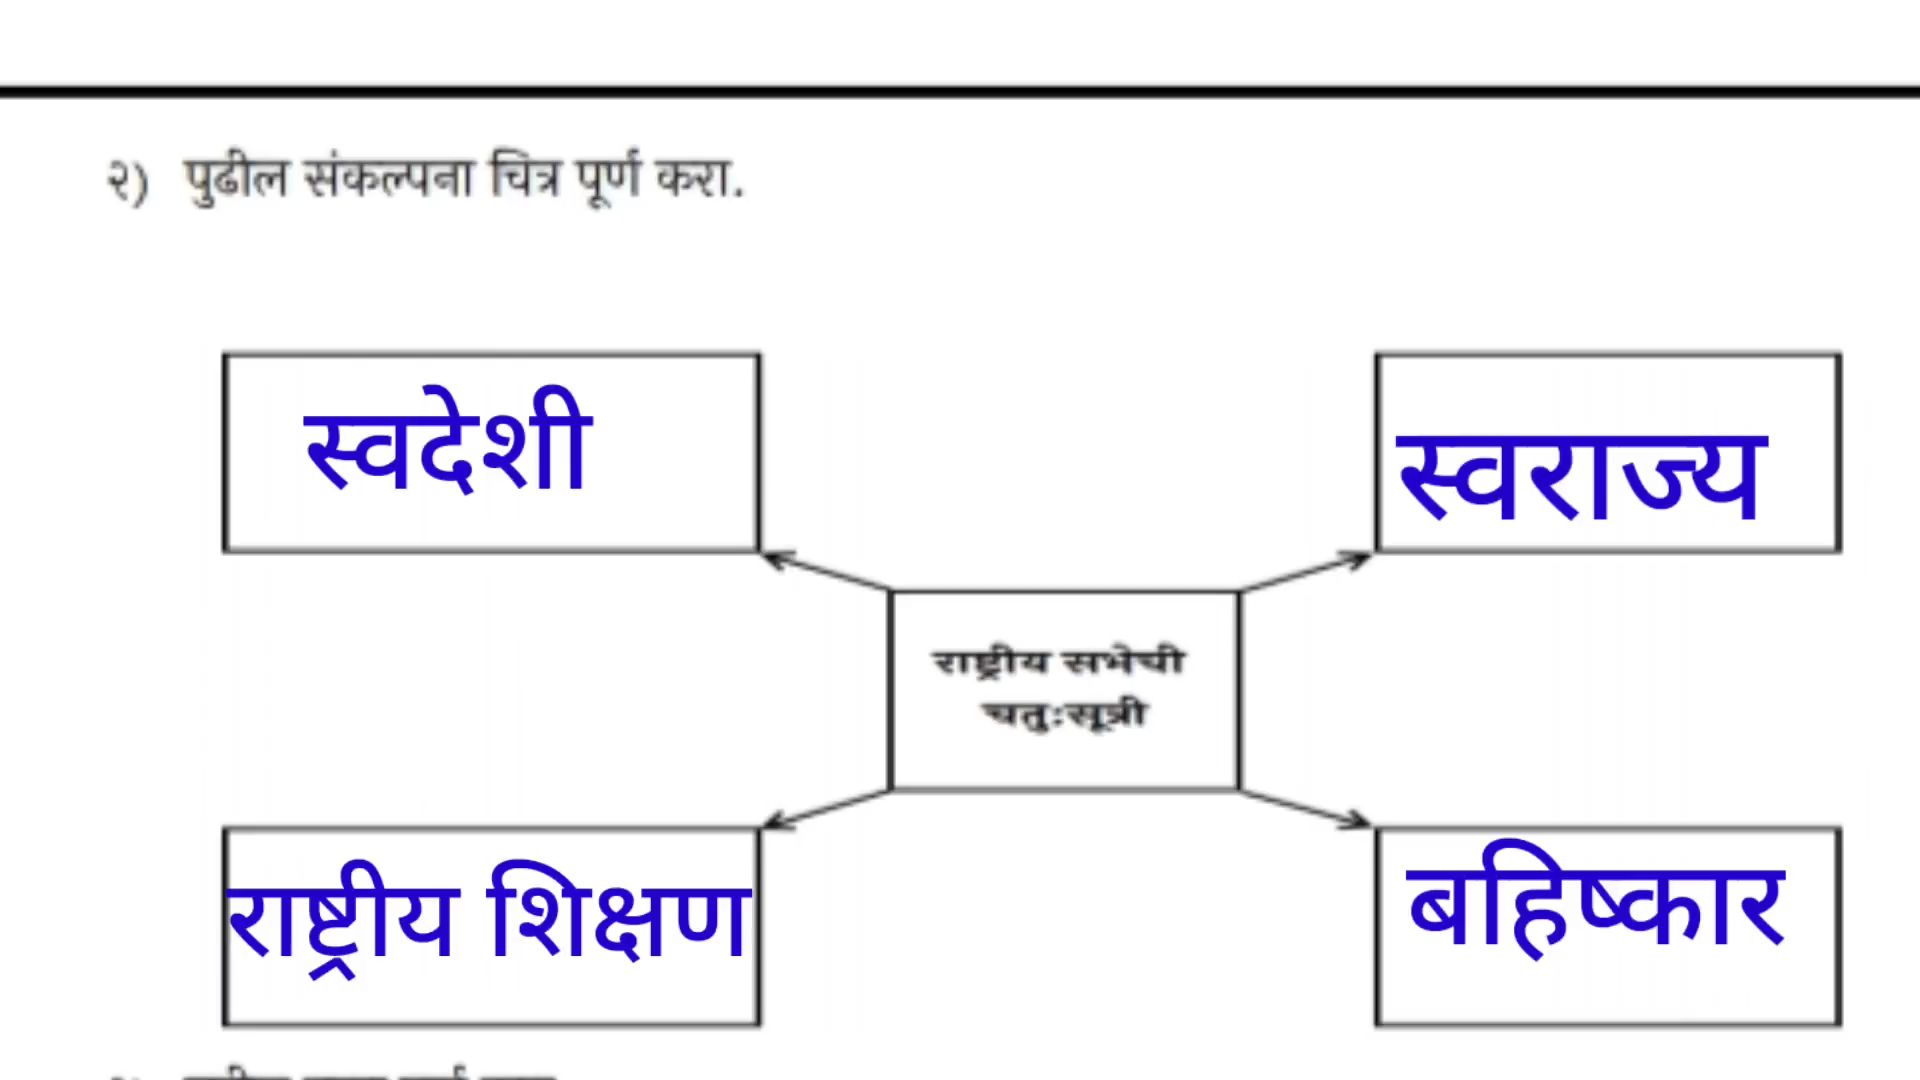 २) पुढील संकल्पना चित्र पूर्ण करा.
स्वदेशी
स्वराज्य
राष्ट्रीय सभेची
चतुःसूत्री
राष्ट्रीय शिक्षण
बहिष्कार